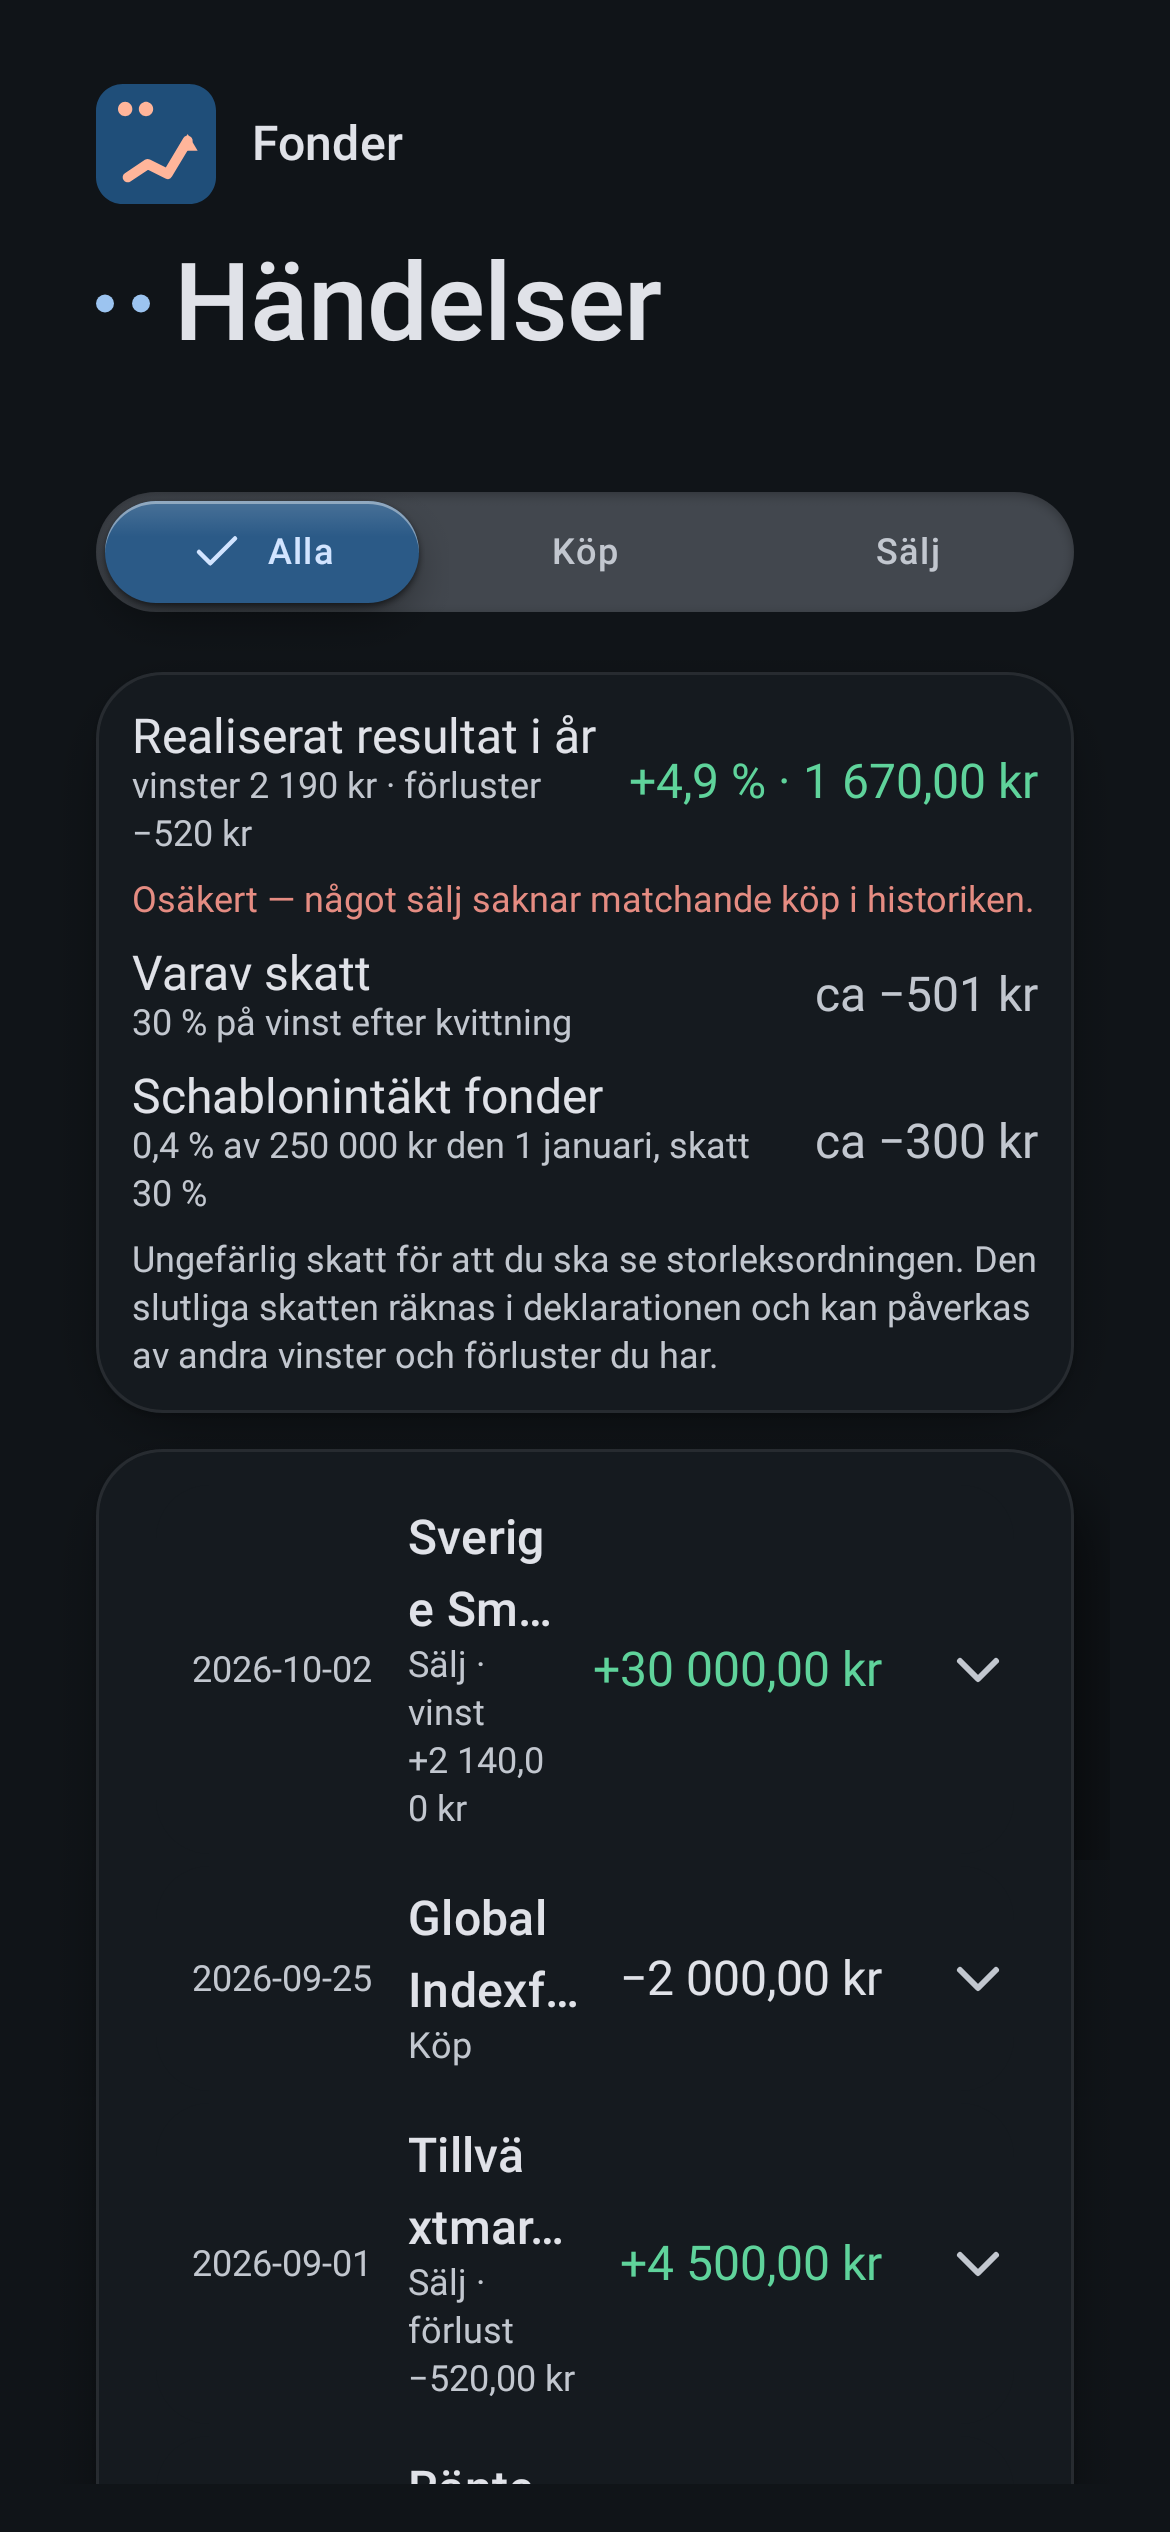 Fonder
Händelser
Alla
Köp
Sälj
Realiserat resultat i år
vinster 2 190 kr · förluster
−520 kr
+4,9 % · 1 670,00 kr
Osäkert — något sälj saknar matchande köp i historiken.
Varav skatt
30 % på vinst efter kvittning
ca −501 kr
Schablonintäkt fonder
0,4 % av 250 000 kr den 1 januari, skatt
30 %
ca −300 kr
Ungefärlig skatt för att du ska se storleksordningen. Den
slutliga skatten räknas i deklarationen och kan påverkas
av andra vinster och förluster du har.
2026-10-02
Sverig
e Sm…
Sälj ·
vinst
+2 140,0
0 kr
+30 000,00 kr
2026-09-25
Global
Indexf…
Köp
−2 000,00 kr
2026-09-01
Tillvä
xtmar…
Sälj ·
förlust
−520,00 kr
+4 500,00 kr